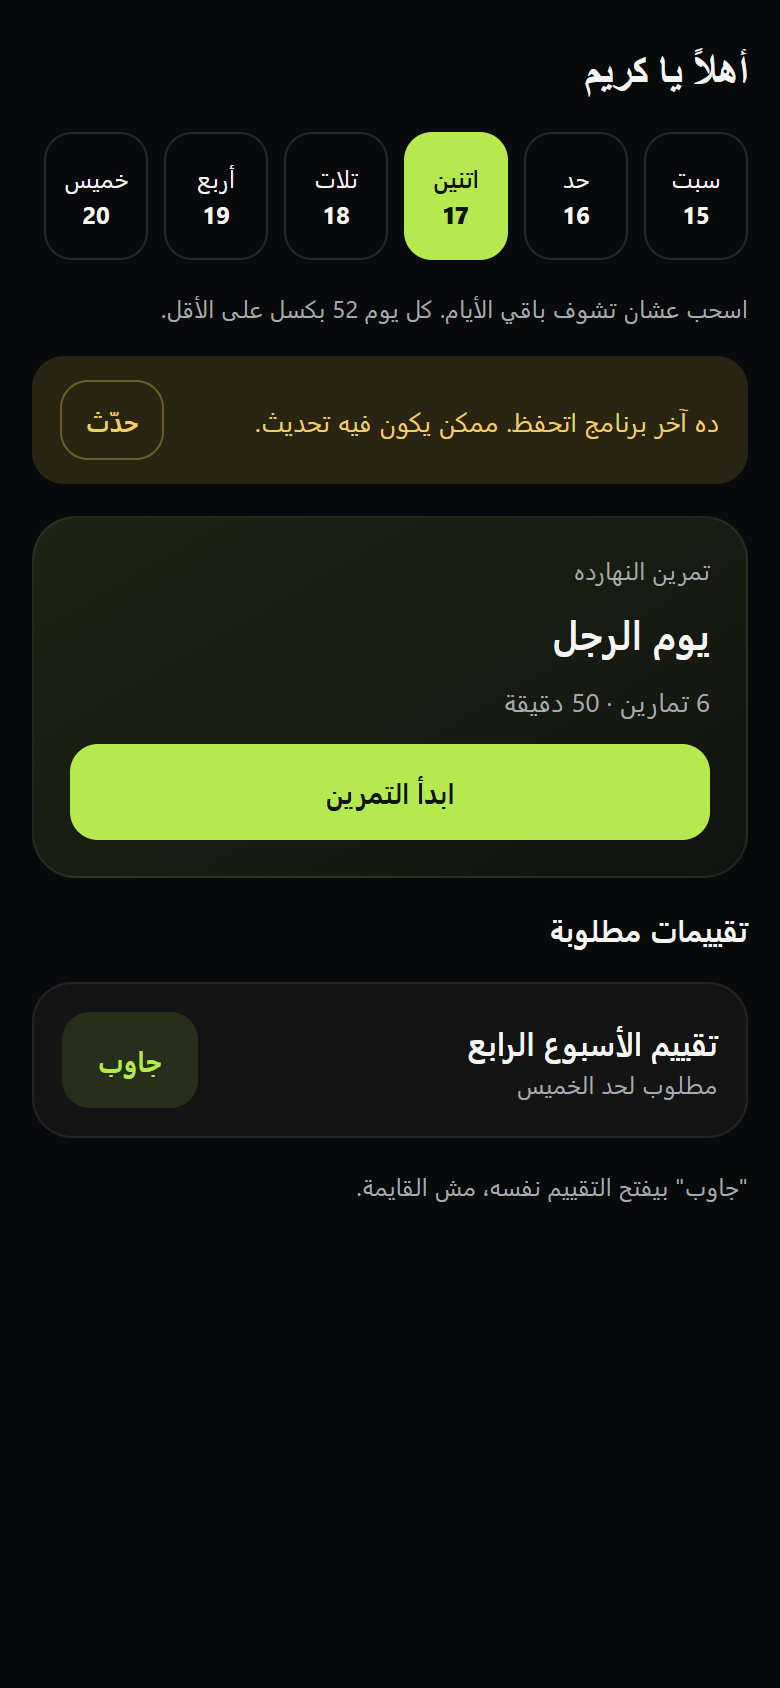 أهلاً يا كريم
سبت حد اتنين تلات أربع خميس
15 16 17 18 19 20
اسحب عشان تشوف باقي الأيام. كل يوم 52 بكسل على الأقل.
ده آخر برنامج اتحفظ. ممكن يكون فيه تحديث. حدّث
تمرين النهارده
يوم الرجل
6 تمارين · 50 دقيقة
ابدأ التمرين
تقييمات مطلوبة
تقييم الأسبوع الرابع
مطلوب لحد الخميس
جاوب
"جاوب" بيفتح التقييم نفسه، مش القايمة.